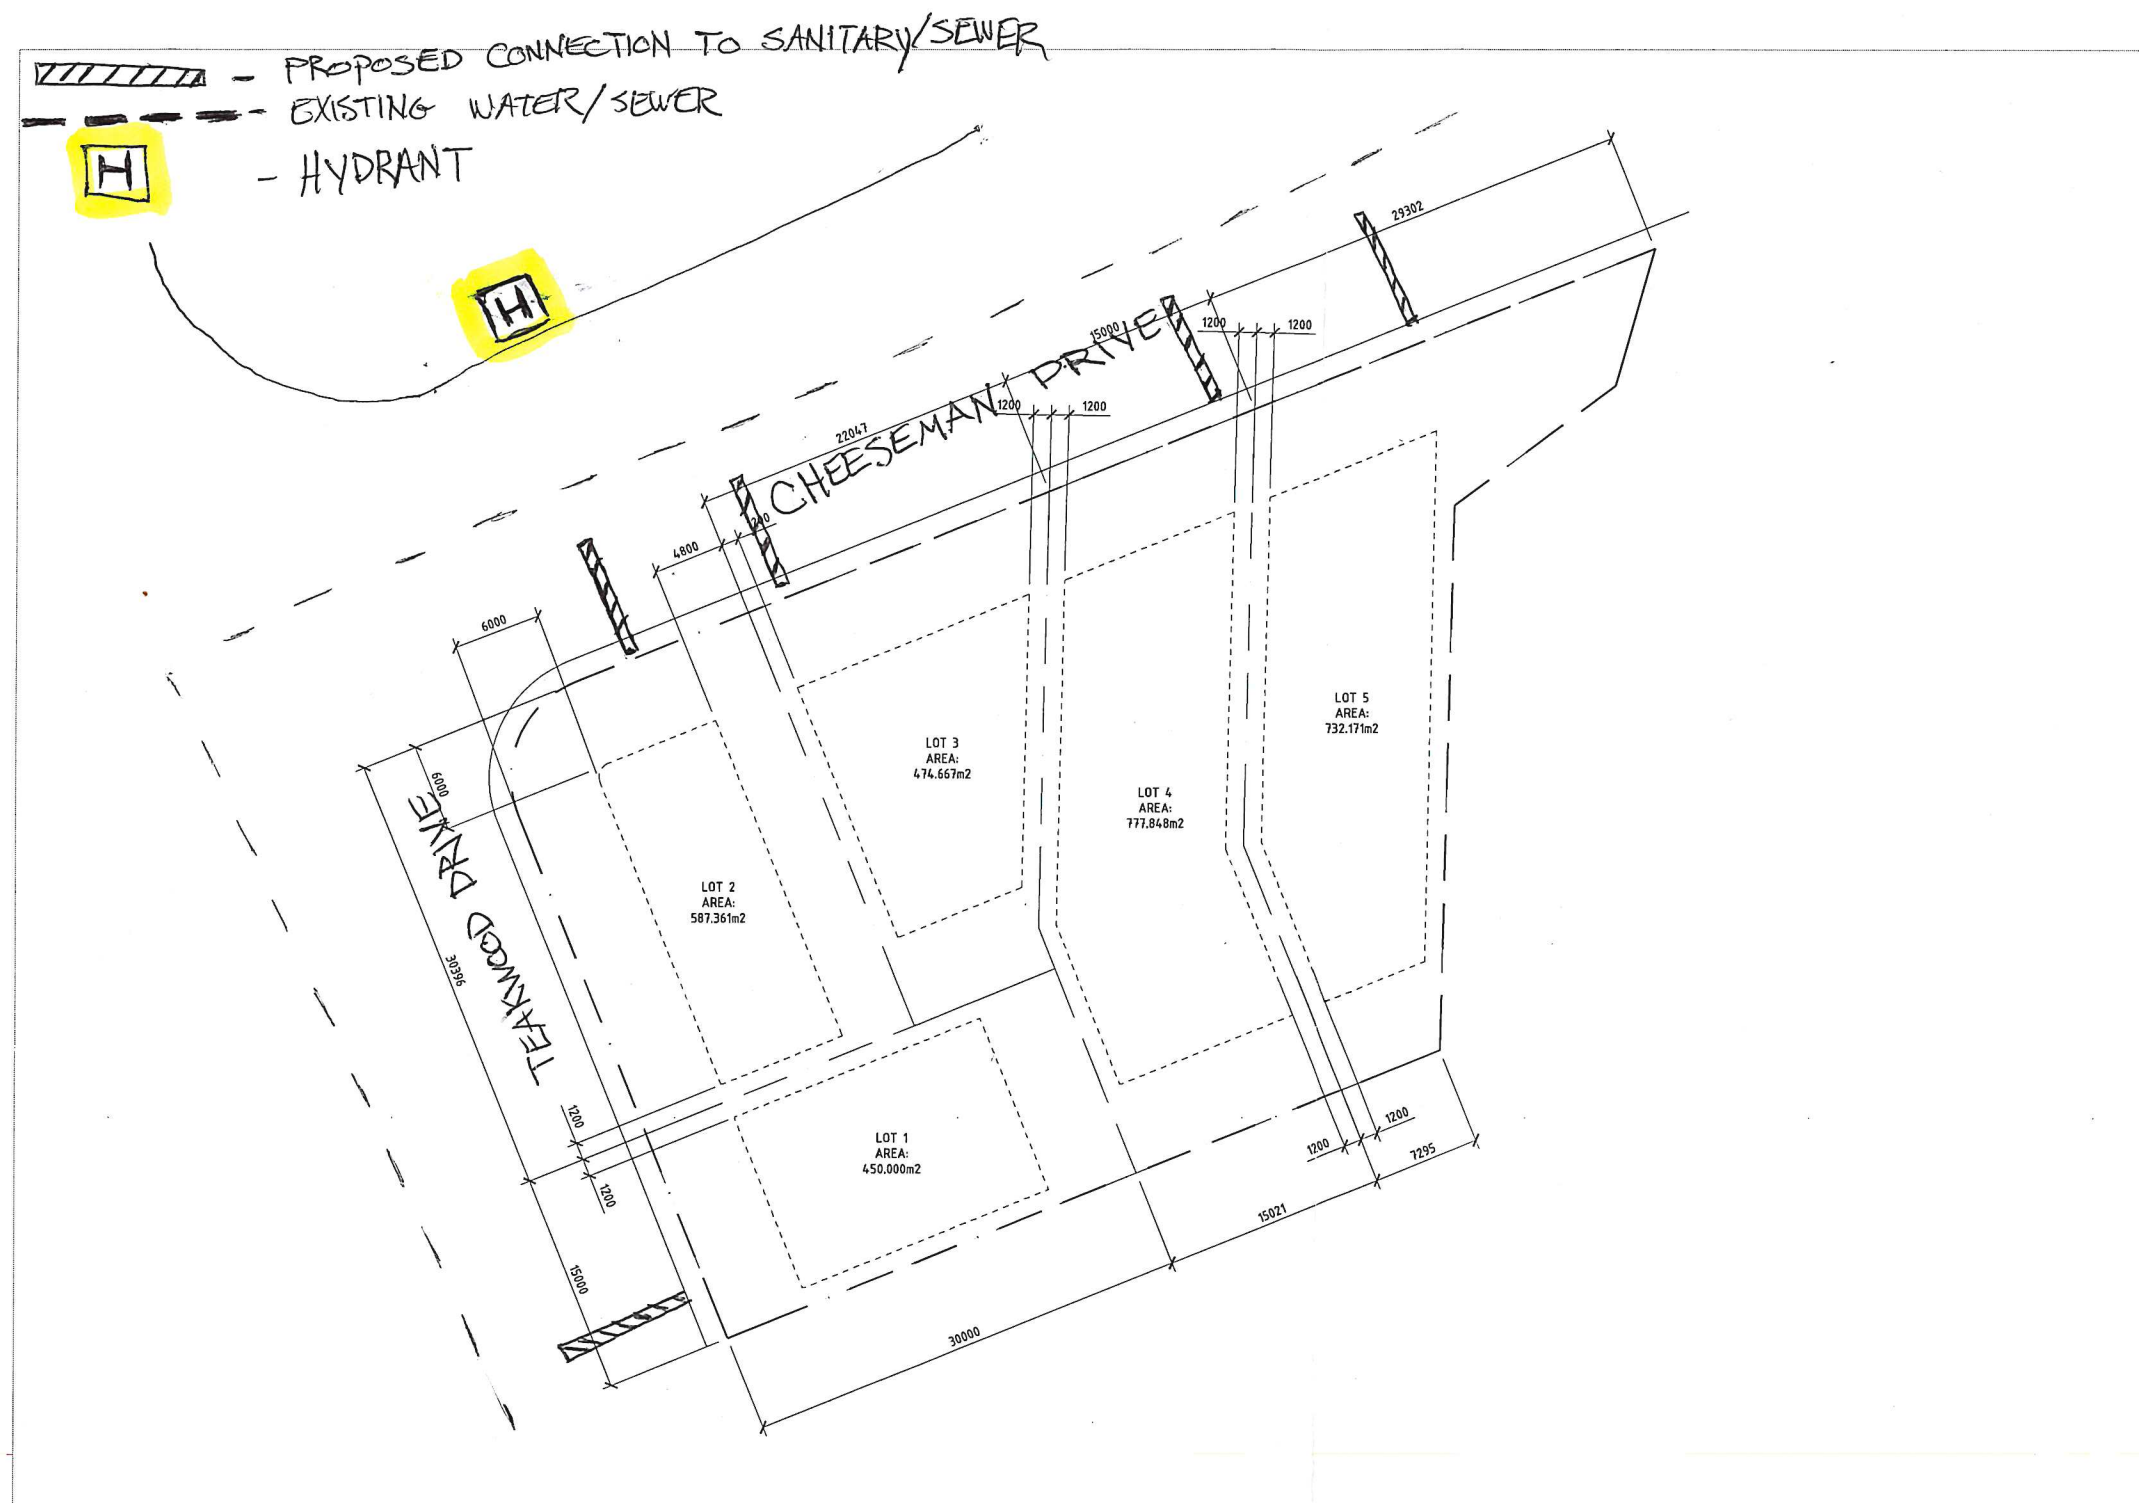 - PROPOSED CONNECTION TO SANITARY/SEWER
- EXISTING WATER/SEWER
H
- HYDRANT
H
29302
15000
1200
1200
CHEESEMAN DRIVE
1200
1200
22047
4800
6000
6000
TEAKWOOD DRIVE
30396
LOT 5
AREA:
732.171m2
LOT 3
AREA:
474.667m2
LOT 4
AREA:
777.848m2
LOT 2
AREA:
587.361m2
1200
1200
LOT 1
AREA:
450.000m2
1200
1200
7295
15021
15000
30000